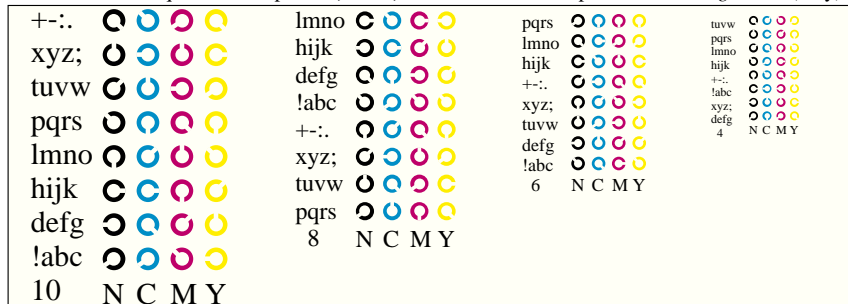 +-:.
xyz;
tuvw
pqrs
lmno
hijk
defg
!abc
10 N C M Y
lmno
hijk
defg
!abc
+-:.
xyz;
tuvw
pqrs
8 N C M Y
pqrs
lmno
hijk
+-:.
xyz;
tuvw
defg
!abc
6 N C M Y
tuvw
pqrs
lmno
hijk
+-:.
!abc
xyz;
defg
4 N C M Y